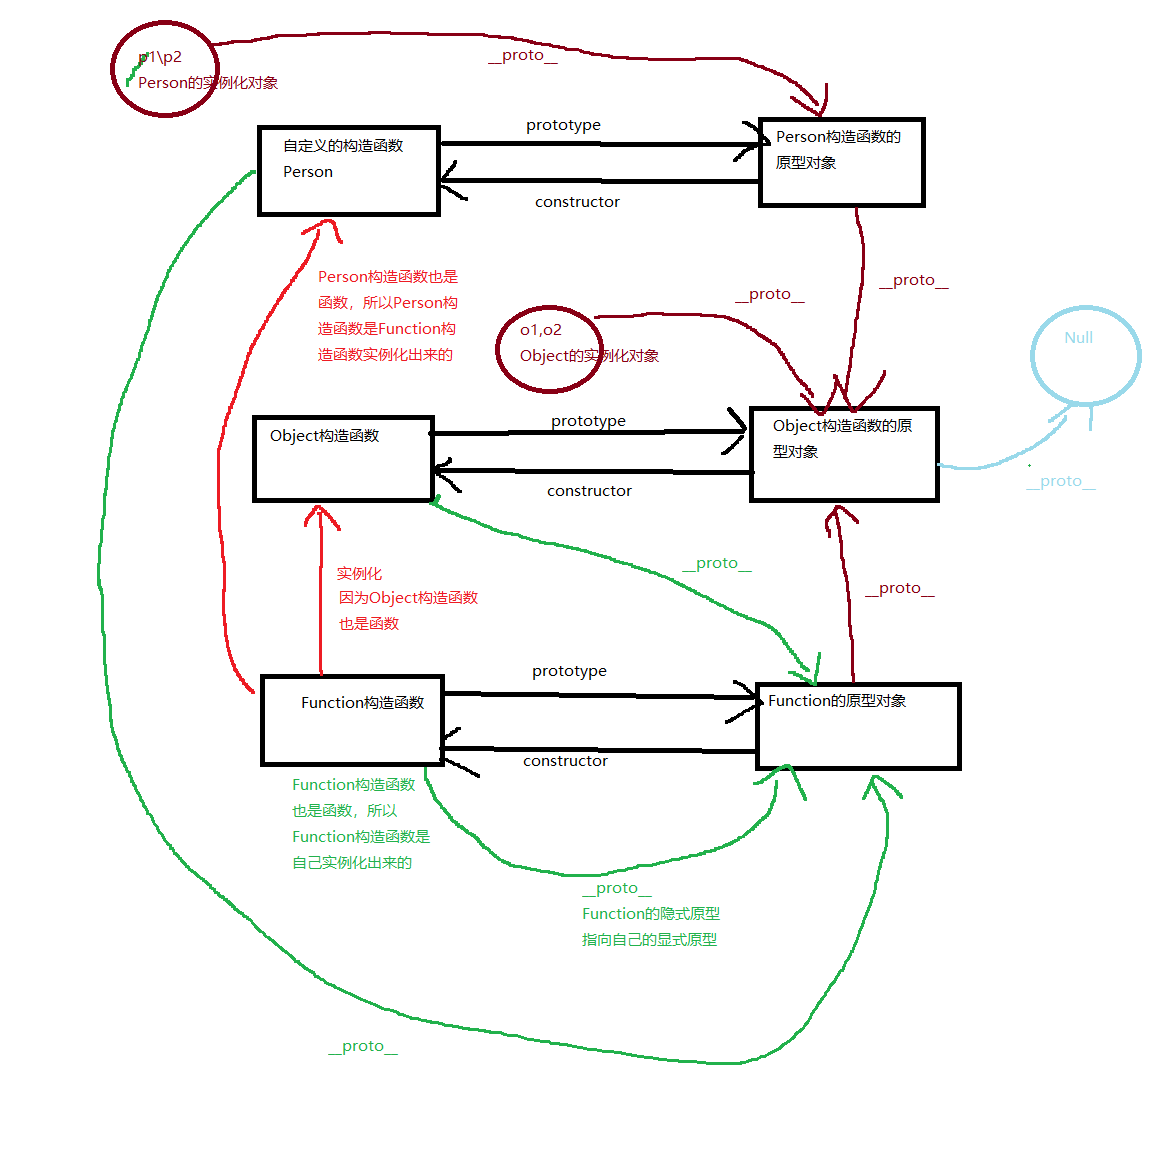 p1\p2
Person的实例化对象
__proto__
prototype
自定义的构造函数
Person
Person构造函数的
原型对象
constructor
Person构造函数也是
函数，所以Person构
造函数是Function构
造函数实例化出来的
__proto__
__proto__
o1,o2
Object的实例化对象
Null
prototype
Object构造函数
Object构造函数的原
型对象
constructor
__proto__
__proto__
实例化
因为Object构造函数
也是函数
__proto__
prototype
Function构造函数
Function的原型对象
constructor
Function构造函数
也是函数，所以
Function构造函数是
自己实例化出来的
__proto__
Function的隐式原型
指向自己的显式原型
__proto__